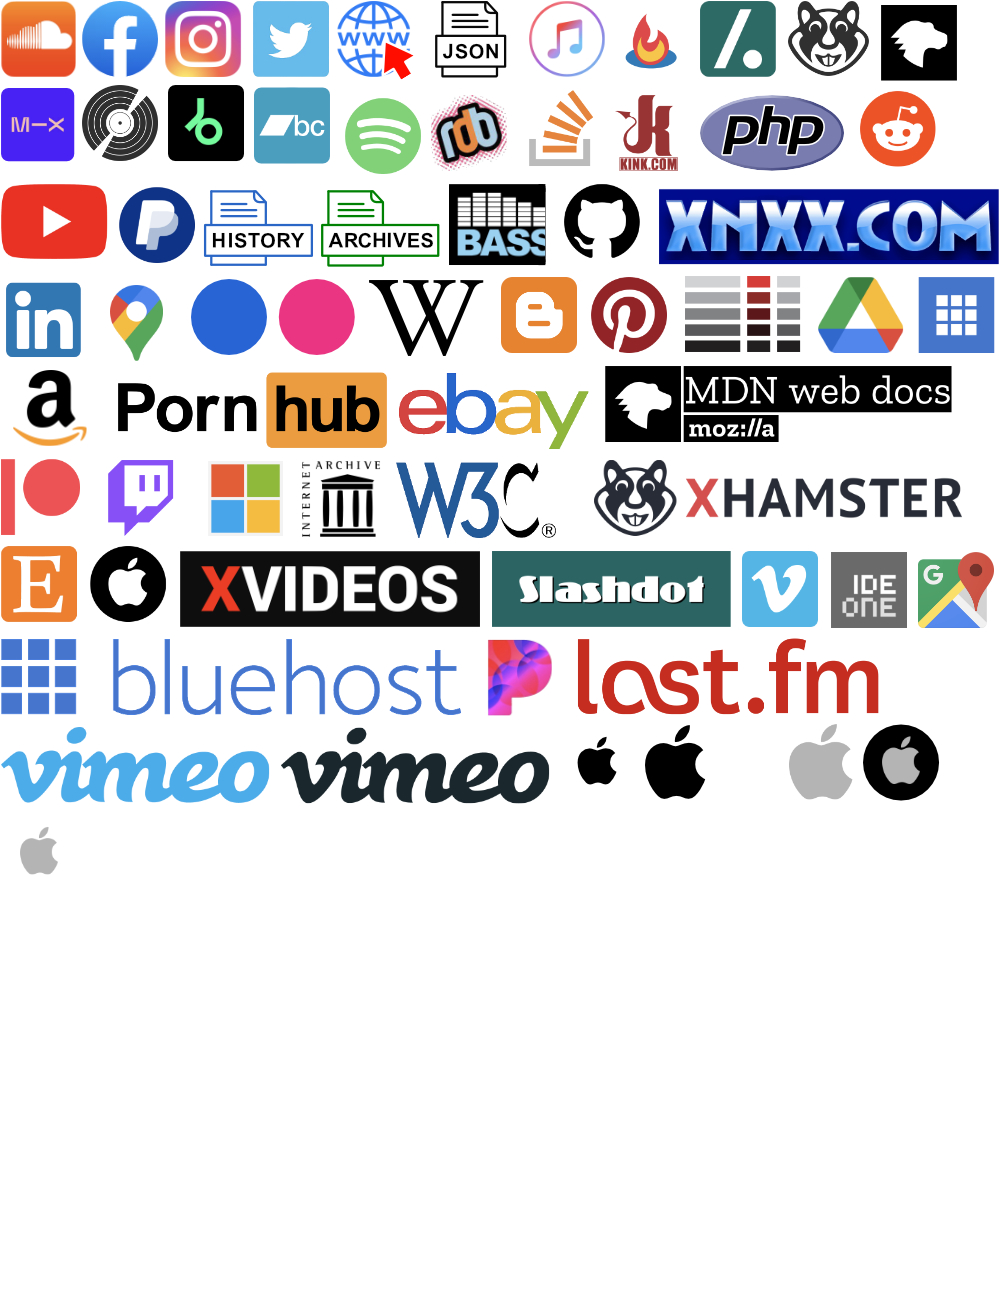 WWW JSON
M-X bc rdb KINK.COM php
HISTORY ARCHIVES BASS XNXX.COM
in W
a Porn hub ebay MDN web docs
moz://a
INTERNET ARCHIVE W3C® XHAMSTER
E XVIDEOS Slashdot v IDE
ONE G
bluehost P last.fm
vimeo vimeo